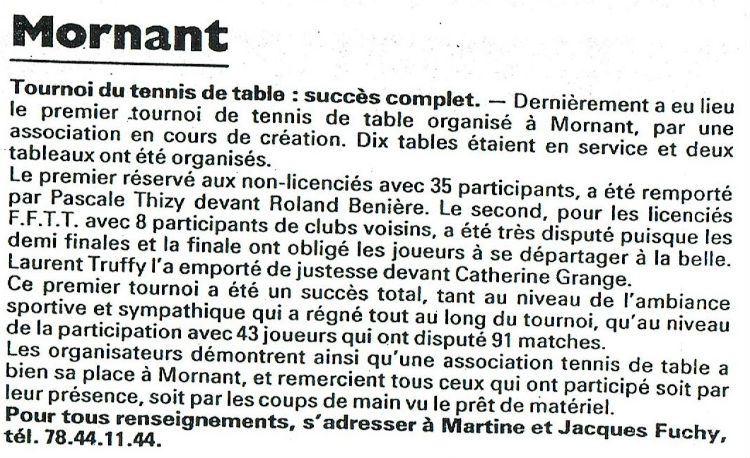 Mornant
Tournoi du tennis de table : succès complet. — Dernièrement a eu lieu
le premier tournoi de tennis de table organisé à Mornant, par une
association en cours de création. Dix tables étaient en service et deux
tableaux ont été organisés.
Le premier réservé aux non-licenciés avec 35 participants, a été remporté
par Pascale Thizy devant Roland Benière. Le second, pour les licenciés
F.F.T.T. avec 8 participants de clubs voisins, a été très disputé puisque les
demi finales et la finale ont obligé les joueurs à se départager à la belle.
Laurent Truffy l'a emporté de justesse devant Catherine Grange.
Ce premier tournoi a été un succès total, tant au niveau de l'ambiance
sportive et sympathique qui a régné tout au long du tournoi, qu'au niveau
de la participation avec 43 joueurs qui ont disputé 91 matches.
Les organisateurs démontrent ainsi qu'une association tennis de table a
bien sa place à Mornant, et remercient tous ceux qui ont participé soit par
leur présence, soit par les coups de main vu le prêt de matériel.
Pour tous renseignements, s'adresser à Martine et Jacques Fuchy,
tél. 78.44.11.44.